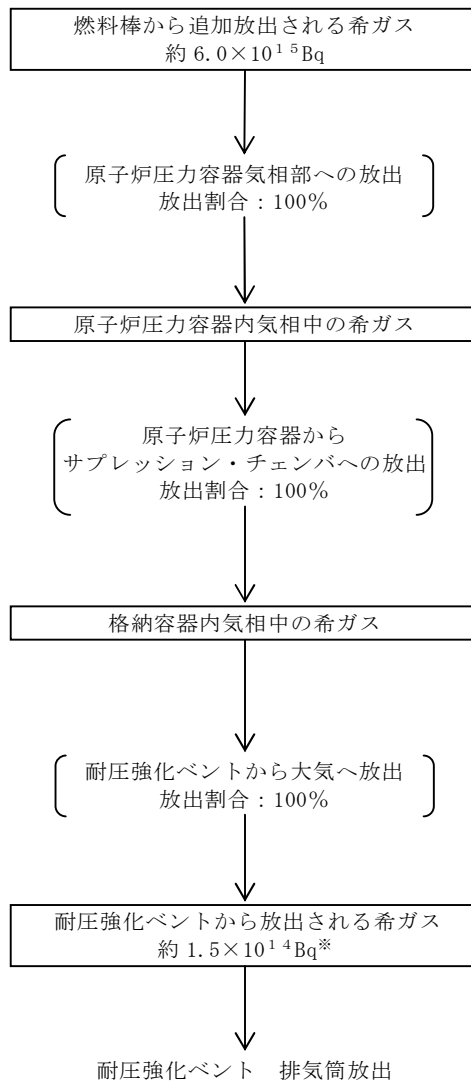 燃料棒から追加放出される希ガス
約 6.0×10¹⁵Bq
原子炉圧力容器気相部への放出
放出割合：100%
原子炉圧力容器内気相中の希ガス
原子炉圧力容器から
サプレッション・チェンバへの放出
放出割合：100%
格納容器内気相中の希ガス
耐圧強化ベントから大気へ放出
放出割合：100%
耐圧強化ベントから放出される希ガス
約 1.5×10¹⁴Bq※
耐圧強化ベント　排気筒放出